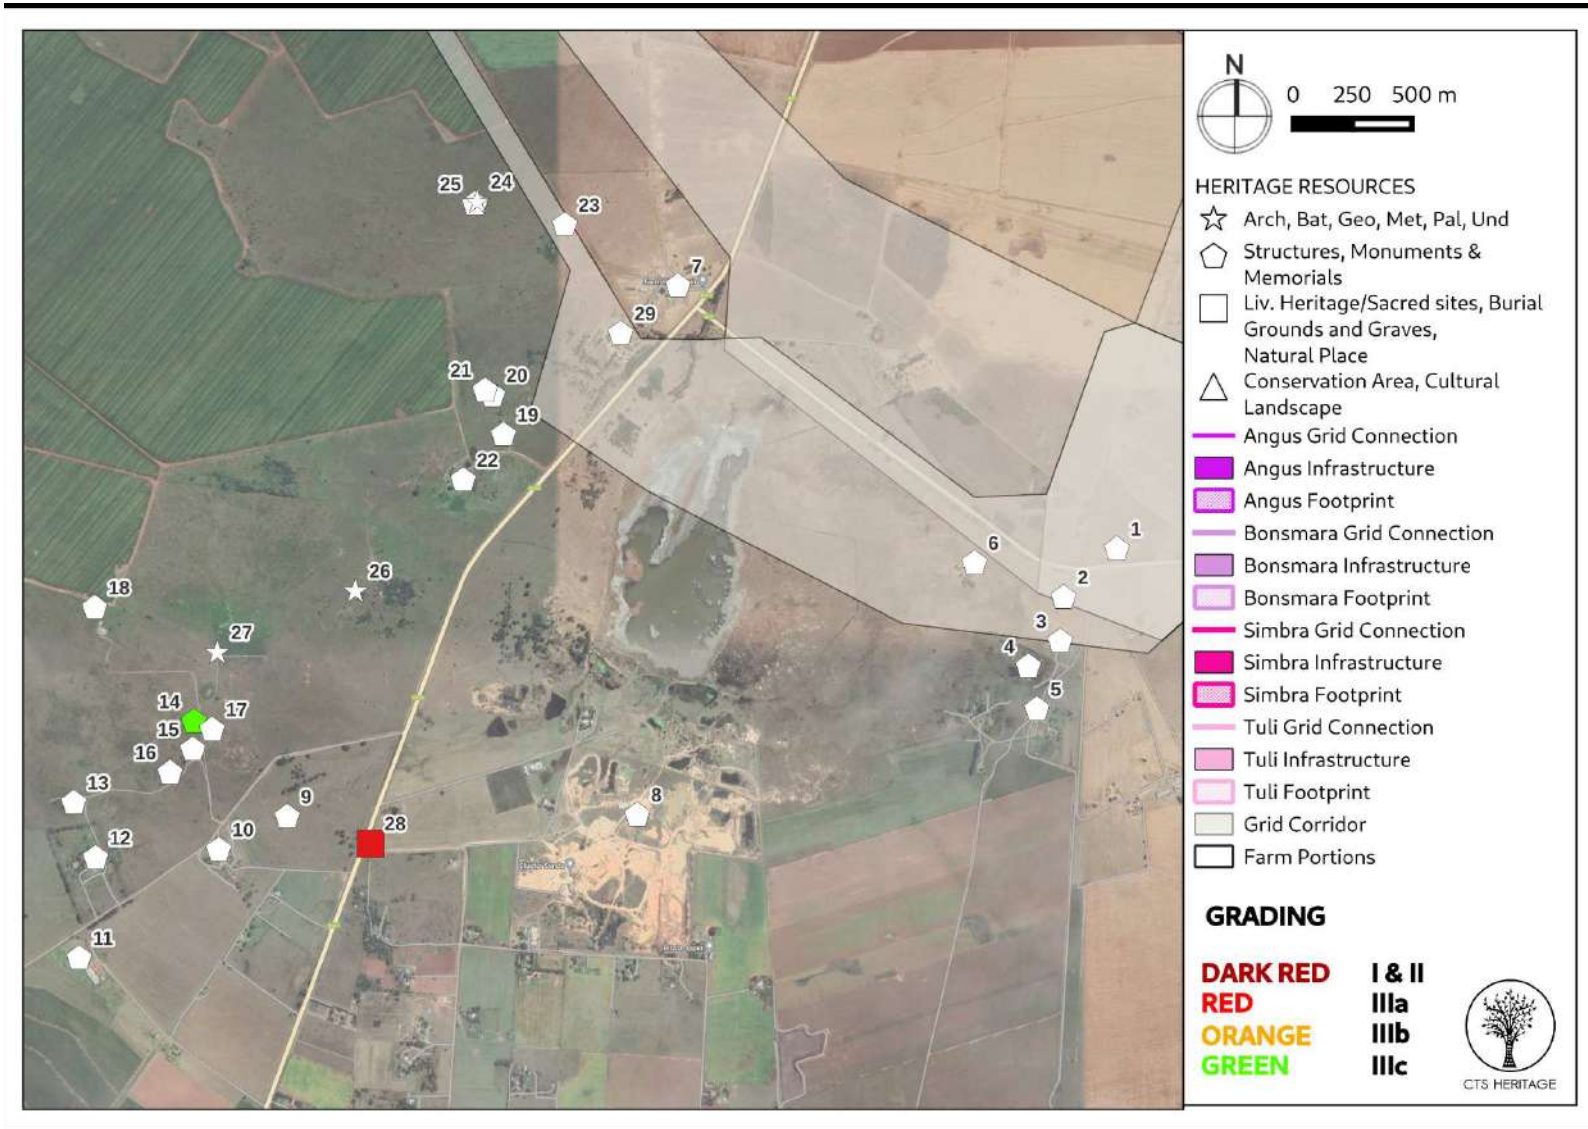 N
0 250 500 m
HERITAGE RESOURCES
Arch, Bat, Geo, Met, Pal, Und
Structures, Monuments &
Memorials
Liv. Heritage/Sacred sites, Burial
Grounds and Graves,
Natural Place
Conservation Area, Cultural
Landscape
Angus Grid Connection
Angus Infrastructure
Angus Footprint
Bonsmara Grid Connection
Bonsmara Infrastructure
Bonsmara Footprint
Simbra Grid Connection
Simbra Infrastructure
Simbra Footprint
Tuli Grid Connection
Tuli Infrastructure
Tuli Footprint
Grid Corridor
Farm Portions
GRADING
DARK RED I & II
RED IIIa
ORANGE IIIb
GREEN IIIc
CTS HERITAGE
25 24
23
7
29
21 20
19
22
1
6
2
26
18
3
27
4
5
14
17
15
16
13
9
8
28
12
10
11